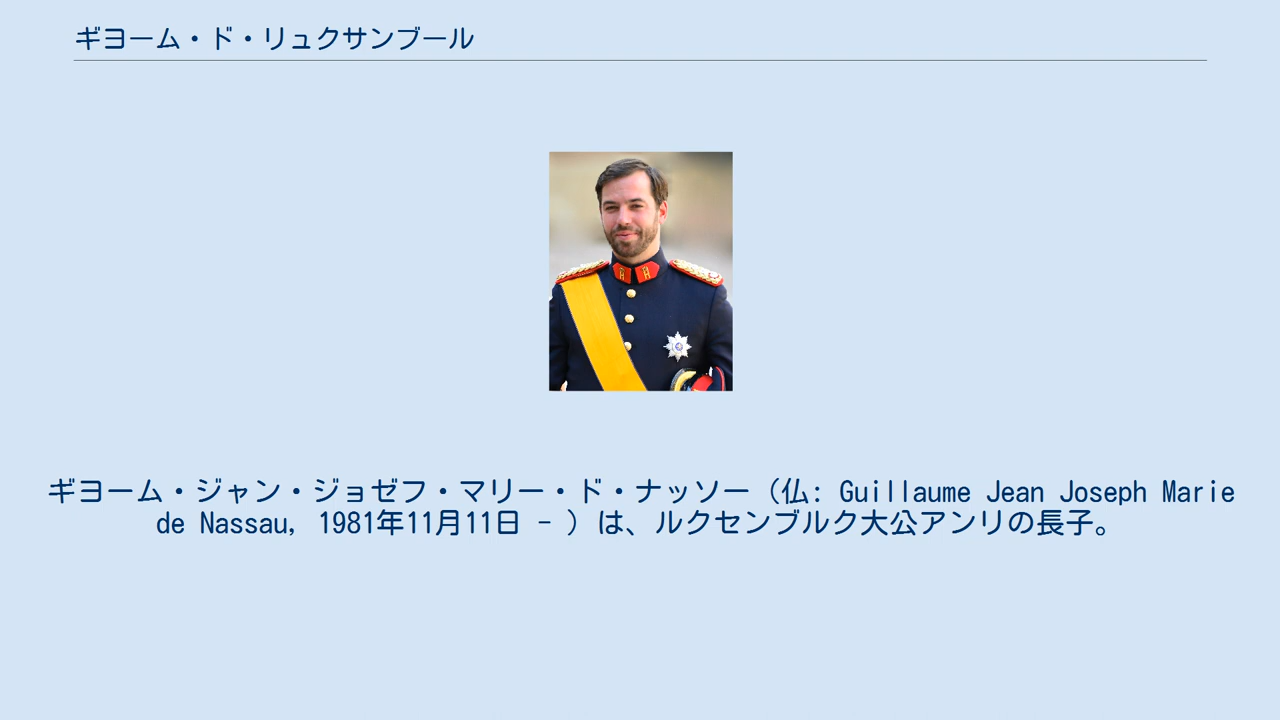 ギヨーム・ド・リュクサンブール
ギヨーム・ジャン・ジョゼフ・マリー・ド・ナッソー（仏: Guillaume Jean Joseph Marie
de Nassau, 1981年11月11日 - ）は、ルクセンブルク大公アンリの長子。